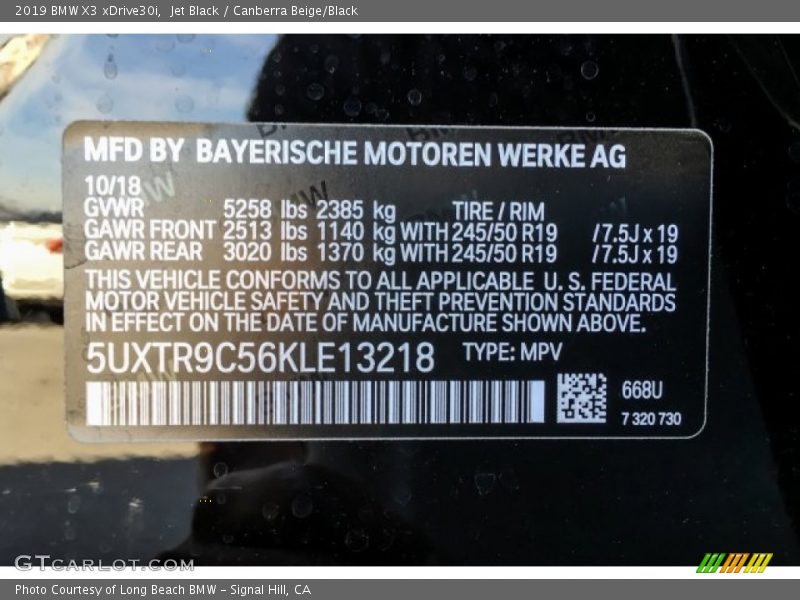 2019 BMW X3 xDrive30i, Jet Black / Canberra Beige/Black
MFD BY BAYERISCHE MOTOREN WERKE AG
10/18
GVWR 5258 lbs 2385 kg TIRE / RIM
GAWR FRONT 2513 lbs 1140 kg WITH 245/50 R19 /7.5J x 19
GAWR REAR 3020 lbs 1370 kg WITH 245/50 R19 /7.5J x 19
THIS VEHICLE CONFORMS TO ALL APPLICABLE U. S. FEDERAL
MOTOR VEHICLE SAFETY AND THEFT PREVENTION STANDARDS
IN EFFECT ON THE DATE OF MANUFACTURE SHOWN ABOVE.
5UXTR9C56KLE13218 TYPE: MPV
668U
7 320 730
GTCARLOT.COM
Photo Courtesy of Long Beach BMW - Signal Hill, CA